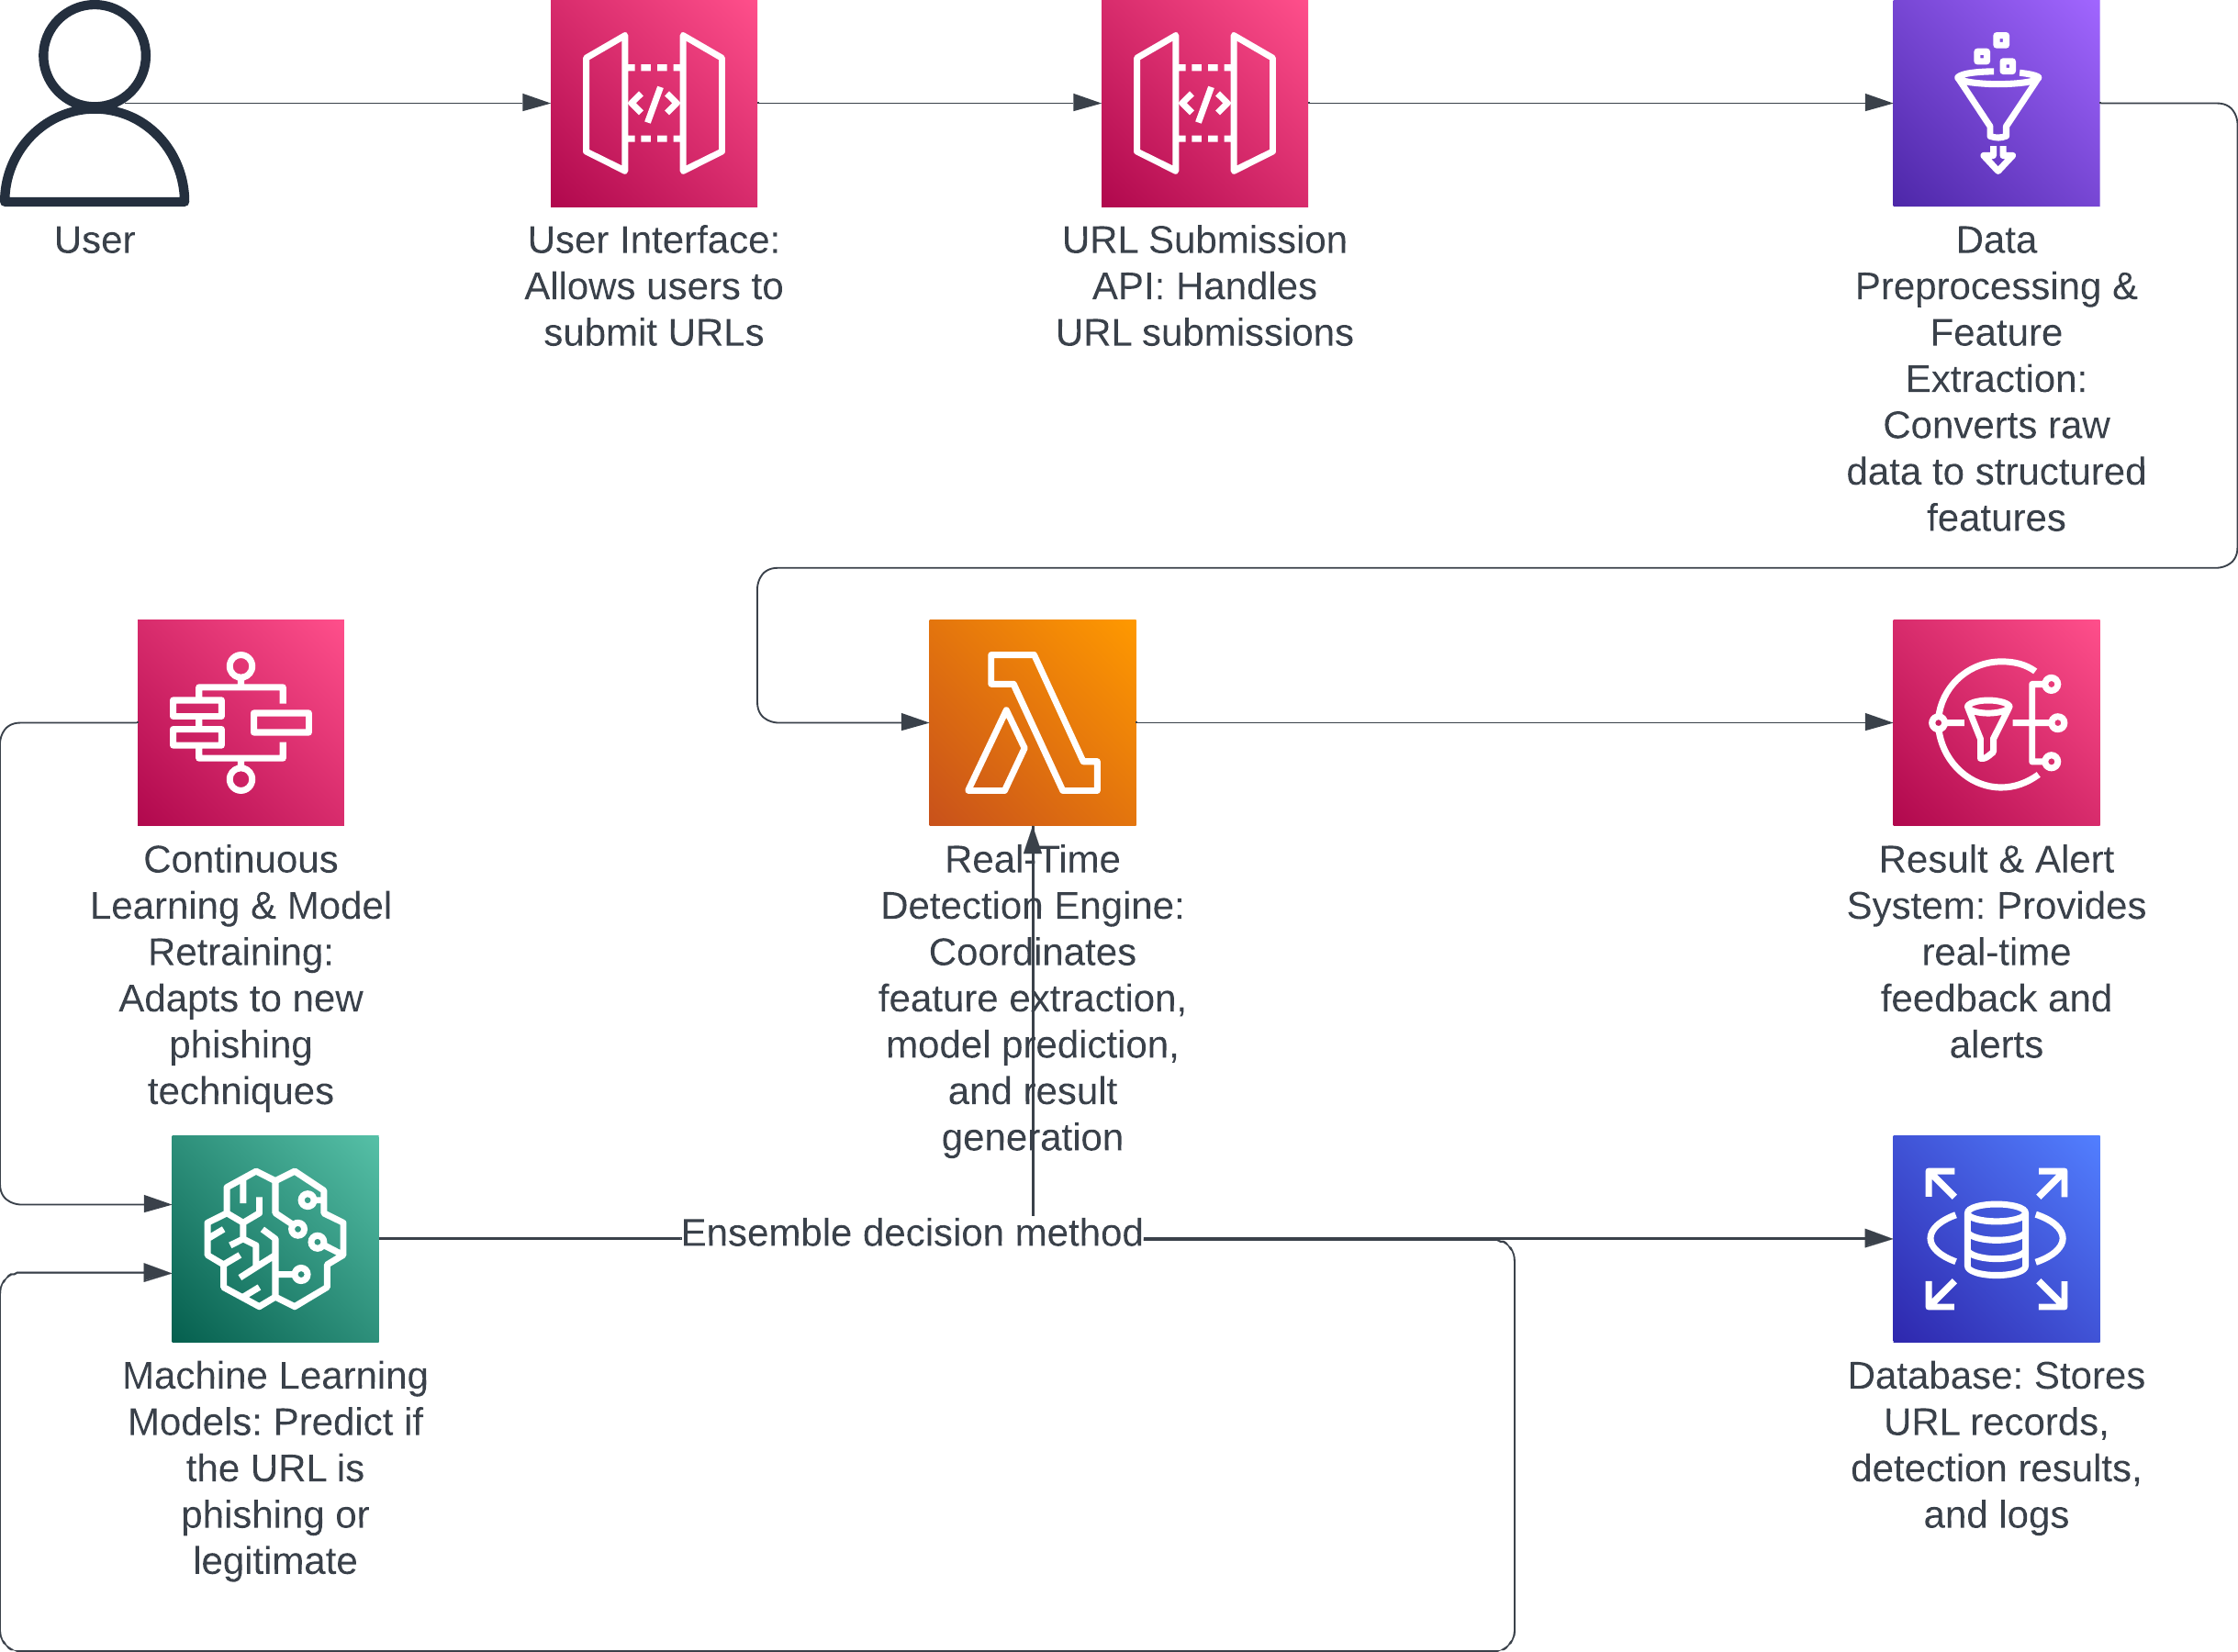 User
User Interface:
Allows users to
submit URLs
URL Submission
API: Handles
URL submissions
Data
Preprocessing &
Feature
Extraction:
Converts raw
data to structured
features
Continuous
Learning & Model
Retraining:
Adapts to new
phishing
techniques
Real-Time
Detection Engine:
Coordinates
feature extraction,
model prediction,
and result
generation
Result & Alert
System: Provides
real-time
feedback and
alerts
Ensemble decision method
Machine Learning
Models: Predict if
the URL is
phishing or
legitimate
Database: Stores
URL records,
detection results,
and logs